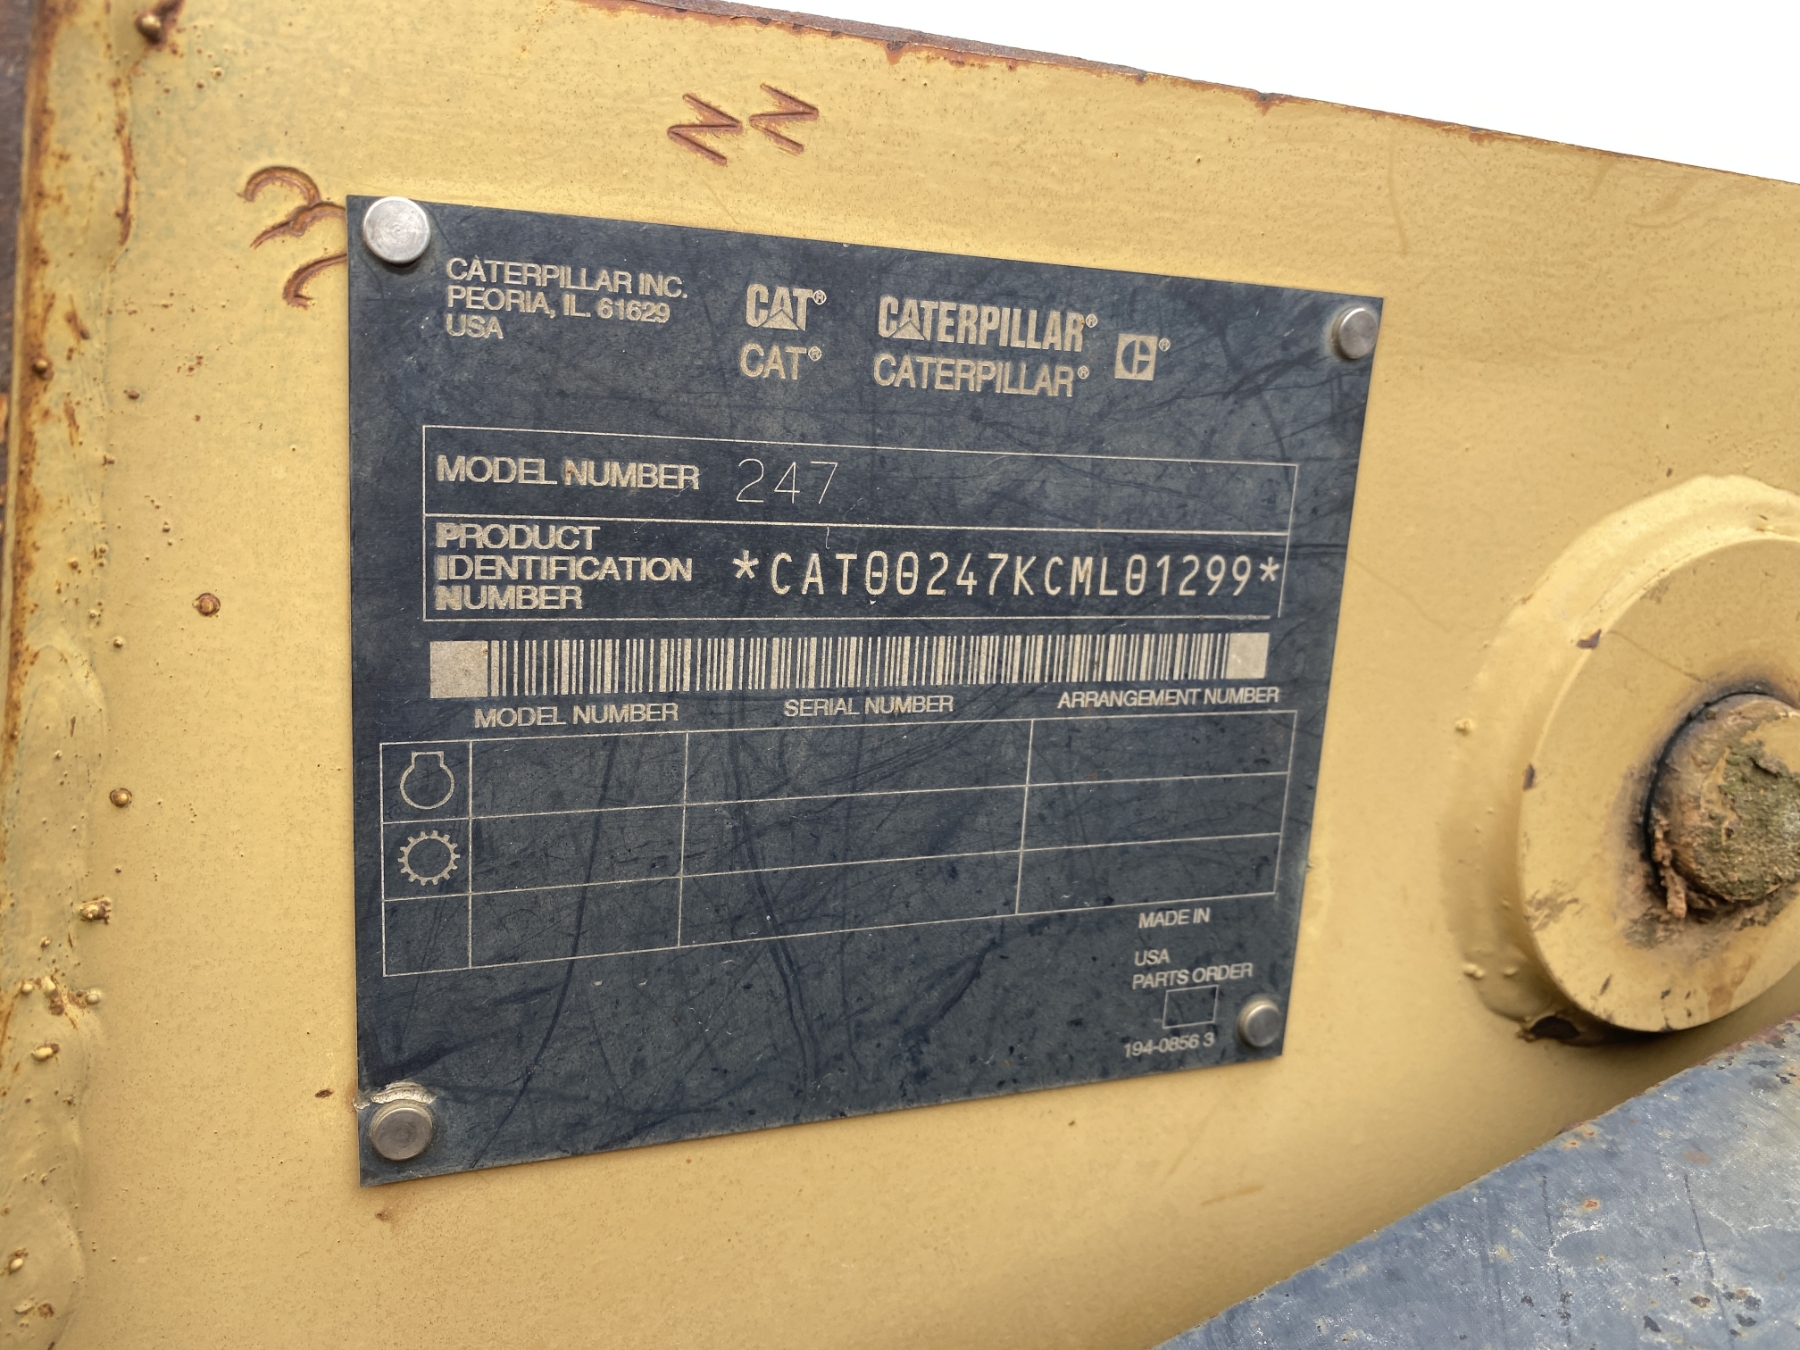 CATERPILLAR INC.
PEORIA, IL. 61629
USA
CAT® CATERPILLAR® ®
CAT® CATERPILLAR®
MODEL NUMBER 247
PRODUCT
IDENTIFICATION
NUMBER
*CAT00247KCML01299*
MODEL NUMBER SERIAL NUMBER ARRANGEMENT NUMBER
MADE IN
USA
PARTS ORDER
194-0856 3